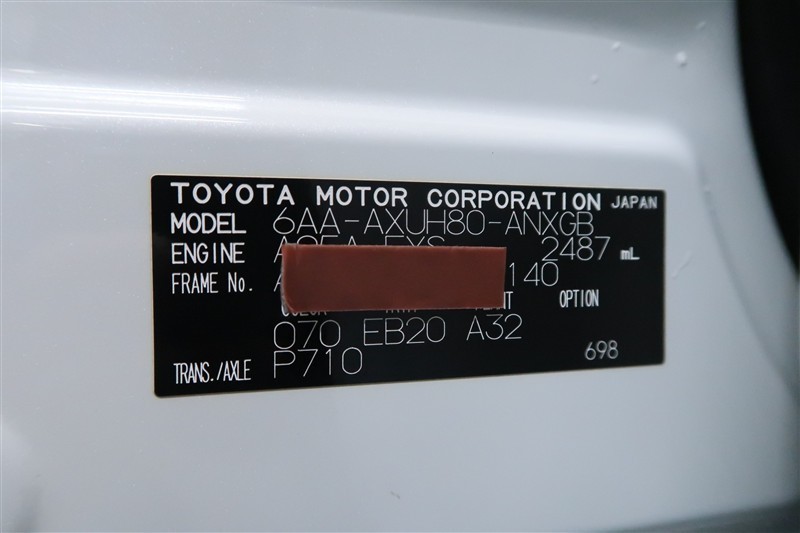 TOYOTA MOTOR CORPORATION JAPAN
MODEL 6AA-AXUH80-ANXGB
ENGINE 2487 mL
FRAME No. 140
OPTION
070 EB20 A32
TRANS./AXLE P710
698